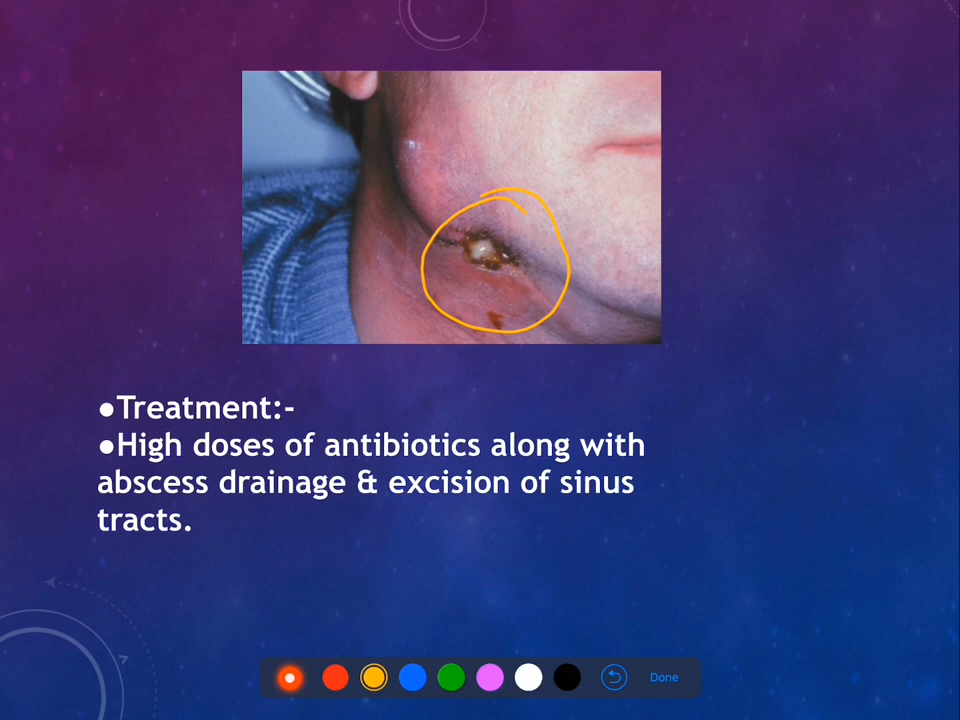 ●Treatment:-
●High doses of antibiotics along with
abscess drainage & excision of sinus
tracts.
Done